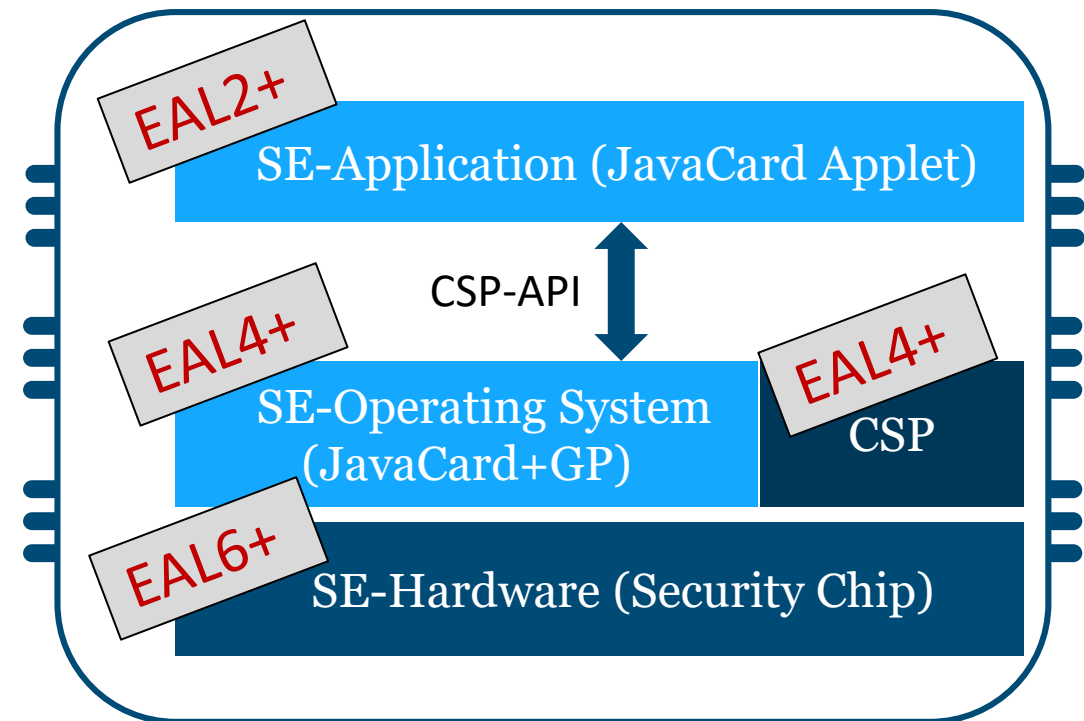 EAL2+
SE-Application (JavaCard Applet)
CSP-API
EAL4+
EAL4+
SE-Operating System
(JavaCard+GP)
CSP
EAL6+
SE-Hardware (Security Chip)